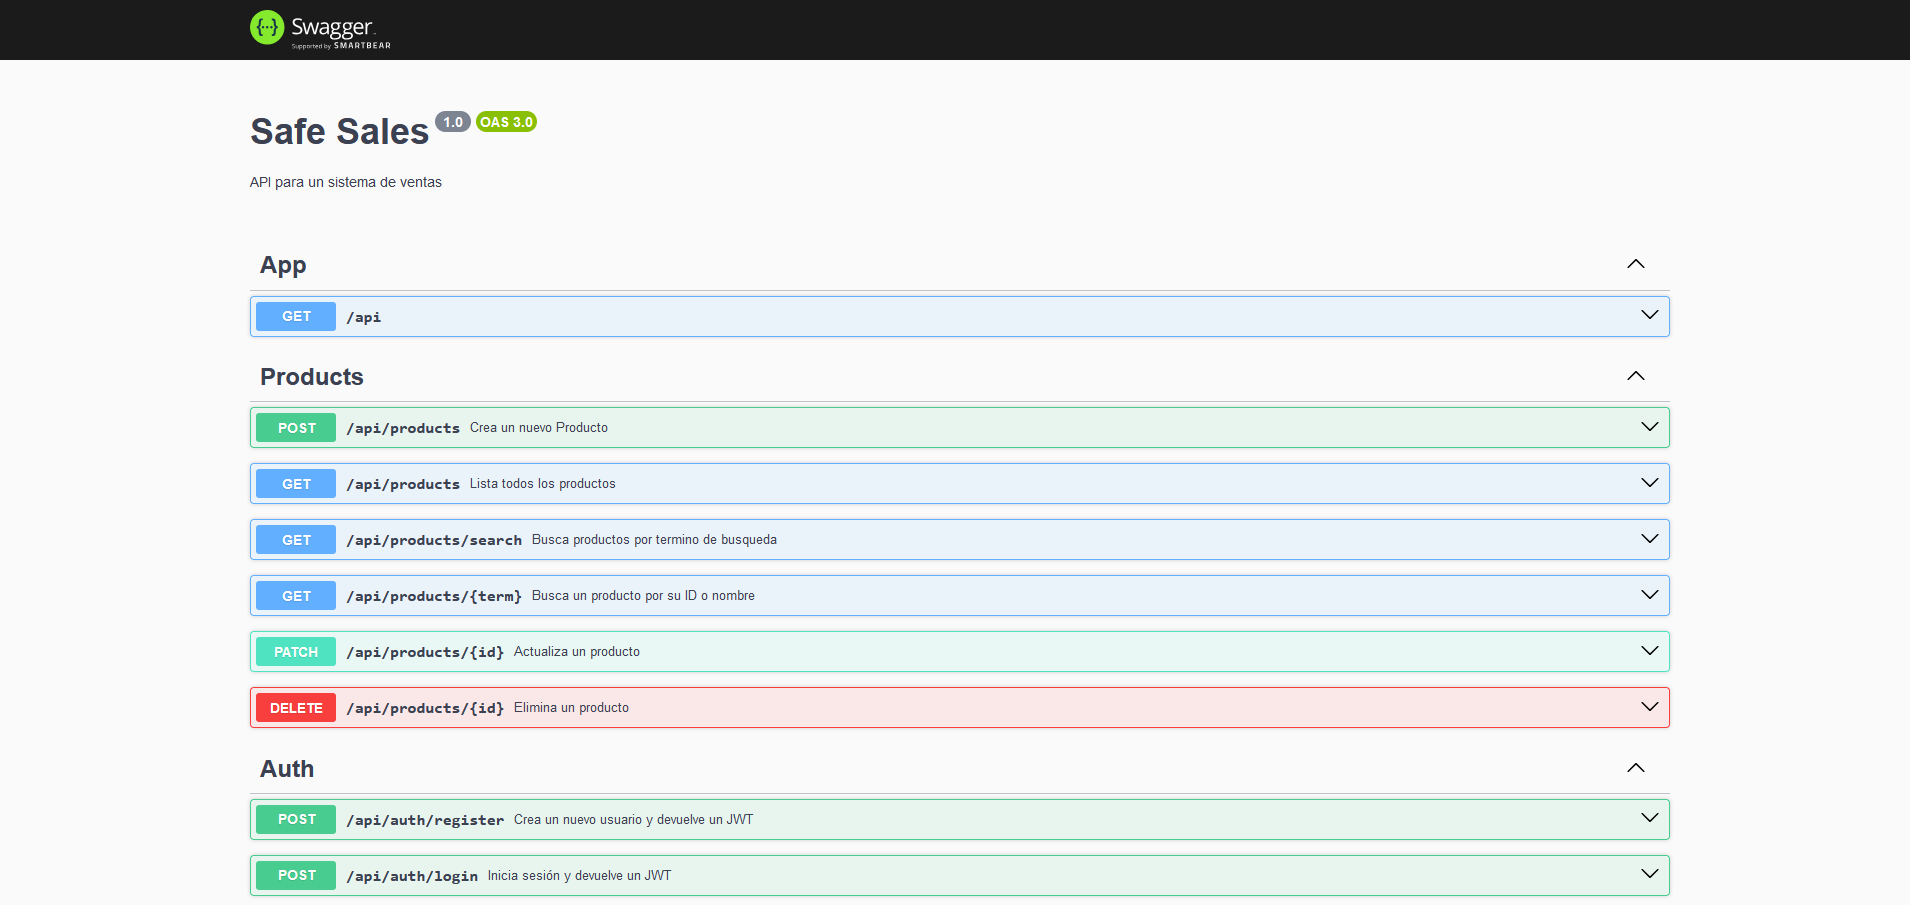 {···} Swagger
Supported by SMARTBEAR
Safe Sales 1.0 OAS 3.0
API para un sistema de ventas
App
GET /api
Products
POST /api/products Crea un nuevo Producto
GET /api/products Lista todos los productos
GET /api/products/search Busca productos por termino de busqueda
GET /api/products/{term} Busca un producto por su ID o nombre
PATCH /api/products/{id} Actualiza un producto
DELETE /api/products/{id} Elimina un producto
Auth
POST /api/auth/register Crea un nuevo usuario y devuelve un JWT
POST /api/auth/login Inicia sesión y devuelve un JWT